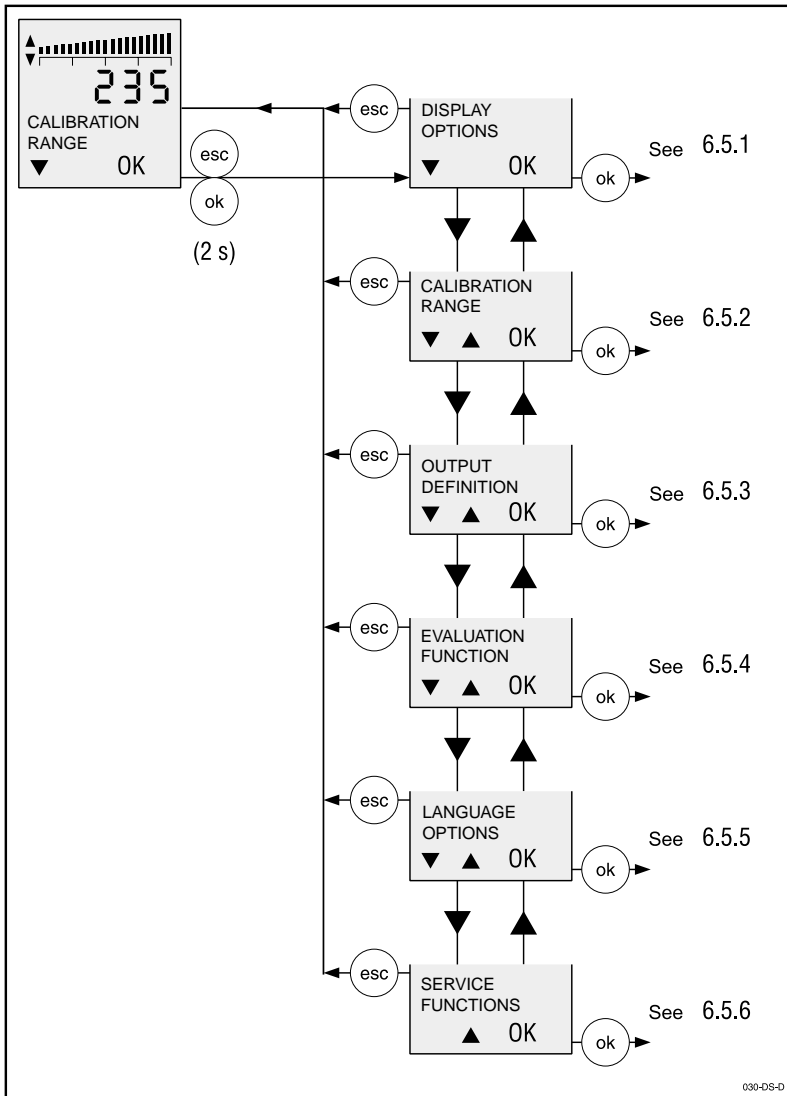 235
CALIBRATION
RANGE
▼ OK
esc
ok
(2 s)
esc
DISPLAY
OPTIONS
▼ OK
ok
See 6.5.1
esc
CALIBRATION
RANGE
▼ ▲ OK
ok
See 6.5.2
esc
OUTPUT
DEFINITION
▼ ▲ OK
ok
See 6.5.3
esc
EVALUATION
FUNCTION
▼ ▲ OK
ok
See 6.5.4
esc
LANGUAGE
OPTIONS
▼ ▲ OK
ok
See 6.5.5
esc
SERVICE
FUNCTIONS
▲ OK
ok
See 6.5.6
030-DS-D